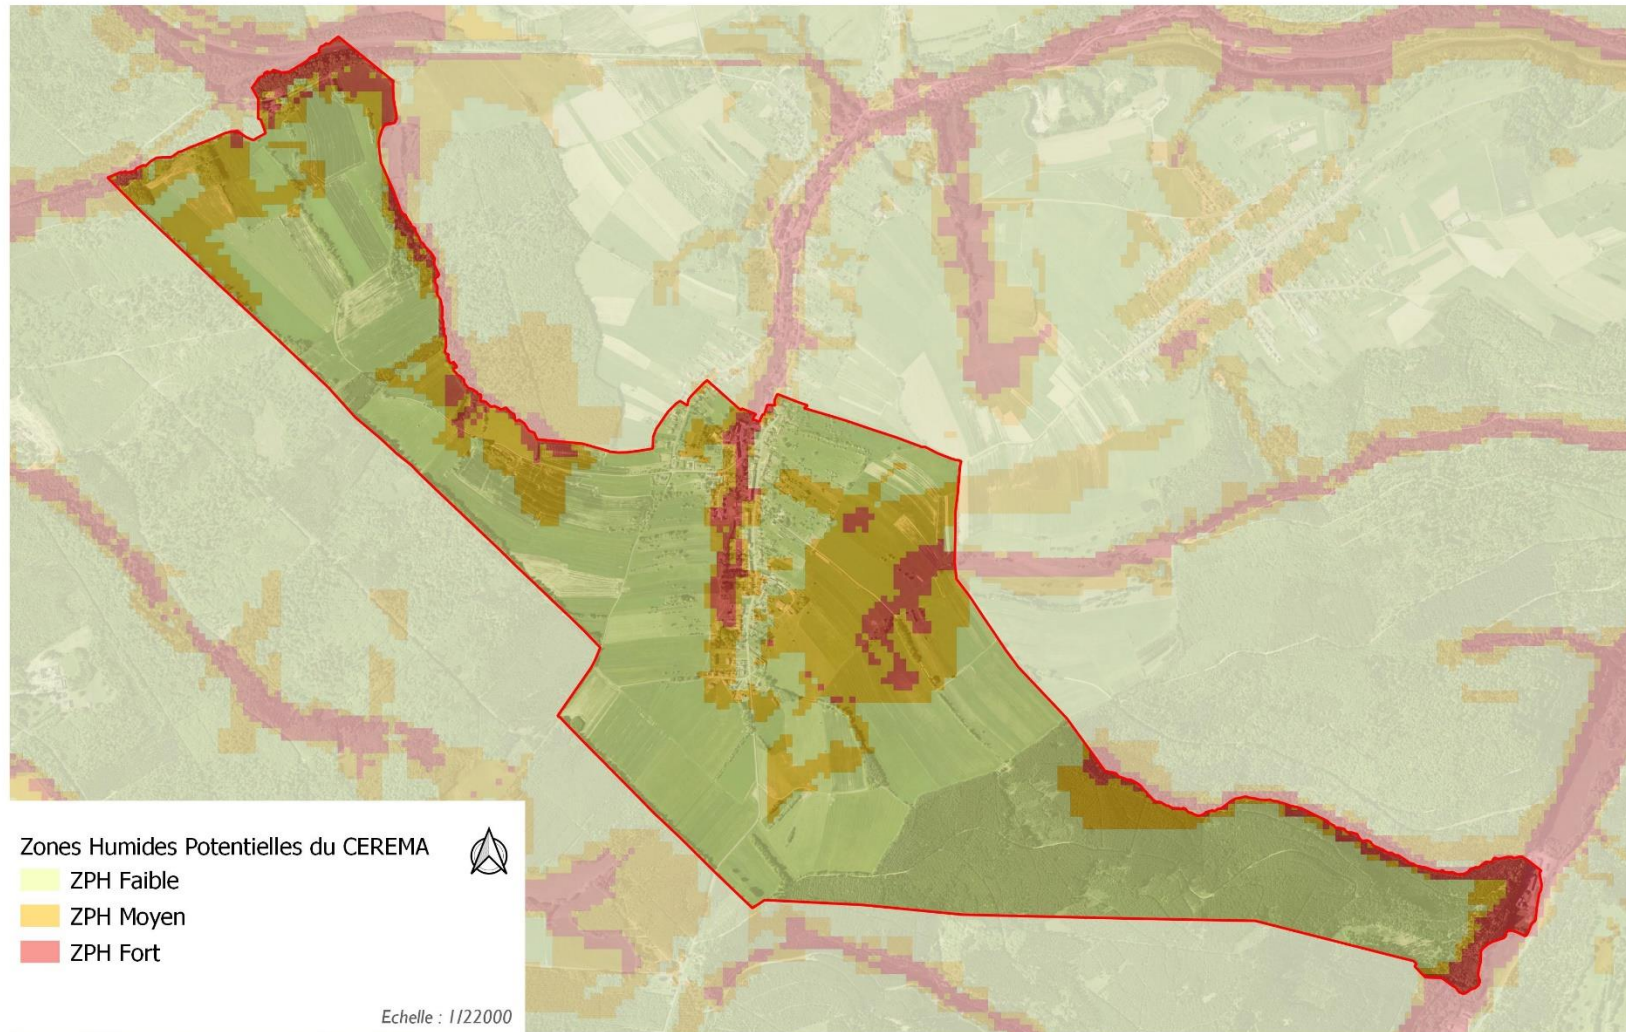 Zones Humides Potentielles du CEREMA
ZPH Faible
ZPH Moyen
ZPH Fort
Echelle : 1/22000